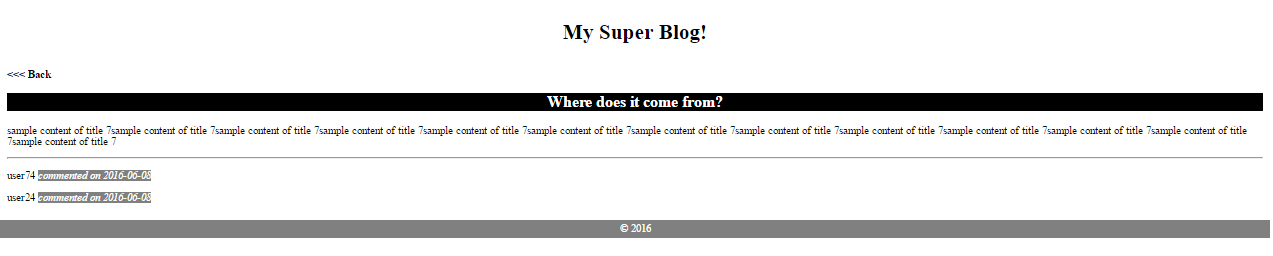 My Super Blog!
<<< Back
Where does it come from?
sample content of title 7sample content of title 7sample content of title 7sample content of title 7sample content of title 7sample content of title 7sample content of title 7sample content of title 7sample content of title 7sample content of title 7sample content of title 7sample content of title
7sample content of title 7
user74 commented on 2016-06-08
user24 commented on 2016-06-08
© 2016